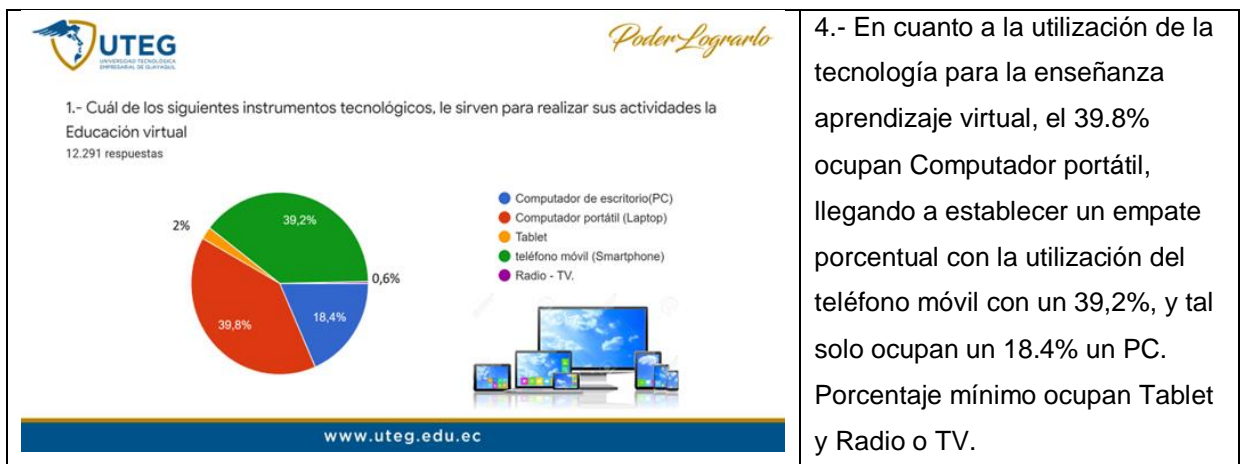 UTEG
UNIVERSIDAD TECNOLÓGICA
EMPRESARIAL DE GUAYAQUIL
Poder Lograrlo
1.- Cuál de los siguientes instrumentos tecnológicos, le sirven para realizar sus actividades la
Educación virtual
12.291 respuestas
2%
39,2%
0,6%
39,8%
18,4%
Computador de escritorio(PC)
Computador portátil (Laptop)
Tablet
teléfono móvil (Smartphone)
Radio - TV.
www.uteg.edu.ec
4.- En cuanto a la utilización de la
tecnología para la enseñanza
aprendizaje virtual, el 39.8%
ocupan Computador portátil,
llegando a establecer un empate
porcentual con la utilización del
teléfono móvil con un 39,2%, y tal
solo ocupan un 18.4% un PC.
Porcentaje mínimo ocupan Tablet
y Radio o TV.